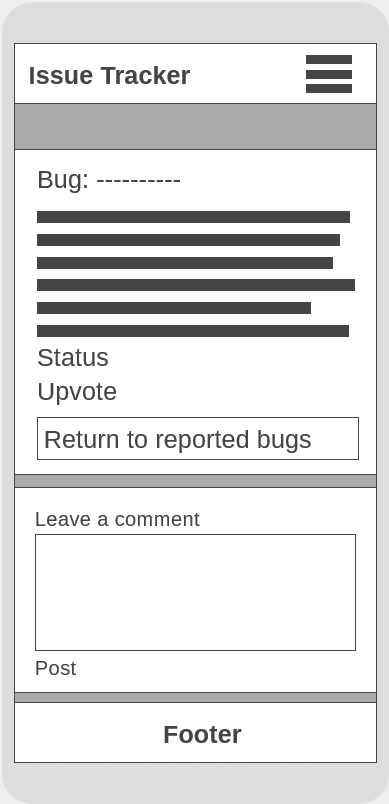 Issue Tracker
Bug: ----------
Status
Upvote
Return to reported bugs
Leave a comment
Post
Footer